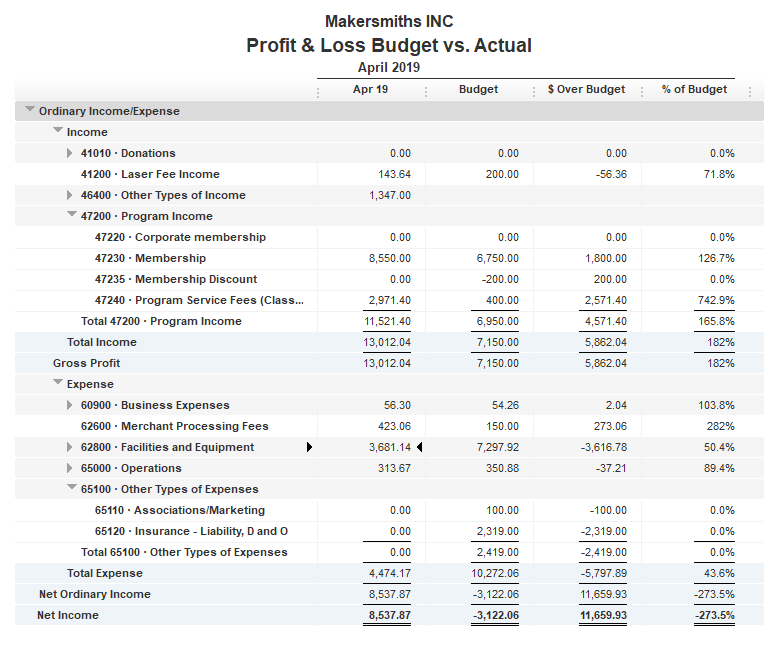 Makersmiths INC
Profit & Loss Budget vs. Actual
April 2019
Apr 19 Budget $ Over Budget % of Budget
Ordinary Income/Expense
Income
41010 · Donations 0.00 0.00 0.00 0.0%
41200 · Laser Fee Income 143.64 200.00 -56.36 71.8%
46400 · Other Types of Income 1,347.00
47200 · Program Income
47220 · Corporate membership 0.00 0.00 0.00 0.0%
47230 · Membership 8,550.00 6,750.00 1,800.00 126.7%
47235 · Membership Discount 0.00 -200.00 200.00 0.0%
47240 · Program Service Fees (Class... 2,971.40 400.00 2,571.40 742.9%
Total 47200 · Program Income 11,521.40 6,950.00 4,571.40 165.8%
Total Income 13,012.04 7,150.00 5,862.04 182%
Gross Profit 13,012.04 7,150.00 5,862.04 182%
Expense
60900 · Business Expenses 56.30 54.26 2.04 103.8%
62600 · Merchant Processing Fees 423.06 150.00 273.06 282%
62800 · Facilities and Equipment 3,681.14 7,297.92 -3,616.78 50.4%
65000 · Operations 313.67 350.88 -37.21 89.4%
65100 · Other Types of Expenses
65110 · Associations/Marketing 0.00 100.00 -100.00 0.0%
65120 · Insurance - Liability, D and O 0.00 2,319.00 -2,319.00 0.0%
Total 65100 · Other Types of Expenses 0.00 2,419.00 -2,419.00 0.0%
Total Expense 4,474.17 10,272.06 -5,797.89 43.6%
Net Ordinary Income 8,537.87 -3,122.06 11,659.93 -273.5%
Net Income 8,537.87 -3,122.06 11,659.93 -273.5%